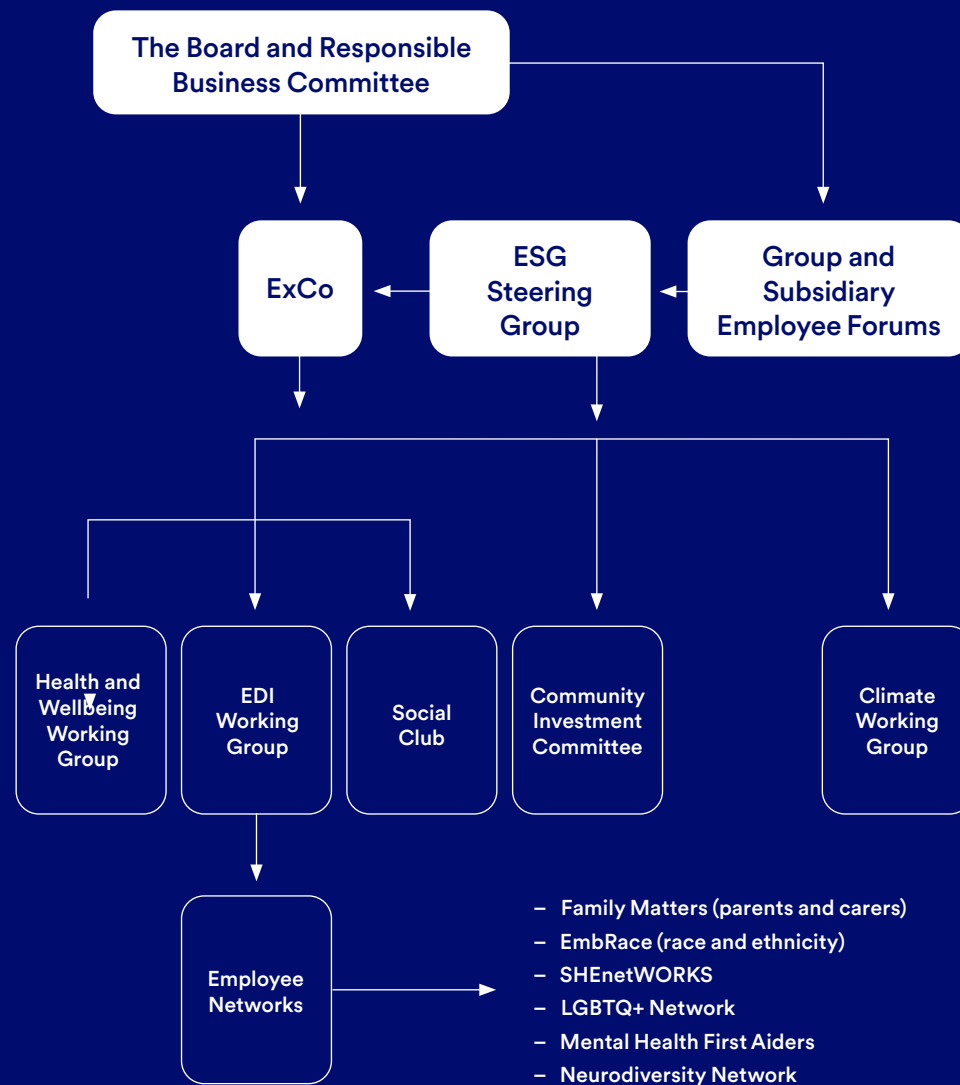 The Board and Responsible
Business Committee
ExCo
ESG
Steering
Group
Group and
Subsidiary
Employee Forums
Health and
Wellbeing
Working
Group
EDI
Working
Group
Social
Club
Community
Investment
Committee
Climate
Working
Group
Employee
Networks
– Family Matters (parents and carers)
– EmbRace (race and ethnicity)
– SHEnetWORKS
– LGBTQ+ Network
– Mental Health First Aiders
– Neurodiversity Network